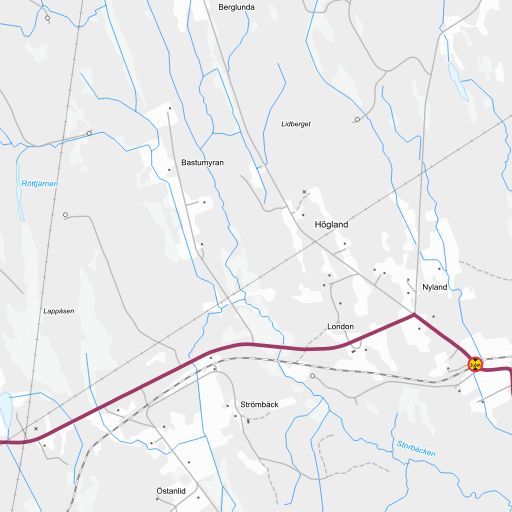 Berglunda
Lidberget
Bastumyran
Röttjärnen
Högland
Nyland
Lappåsen
London
Strömbäck
Storbäcken
Östanlid